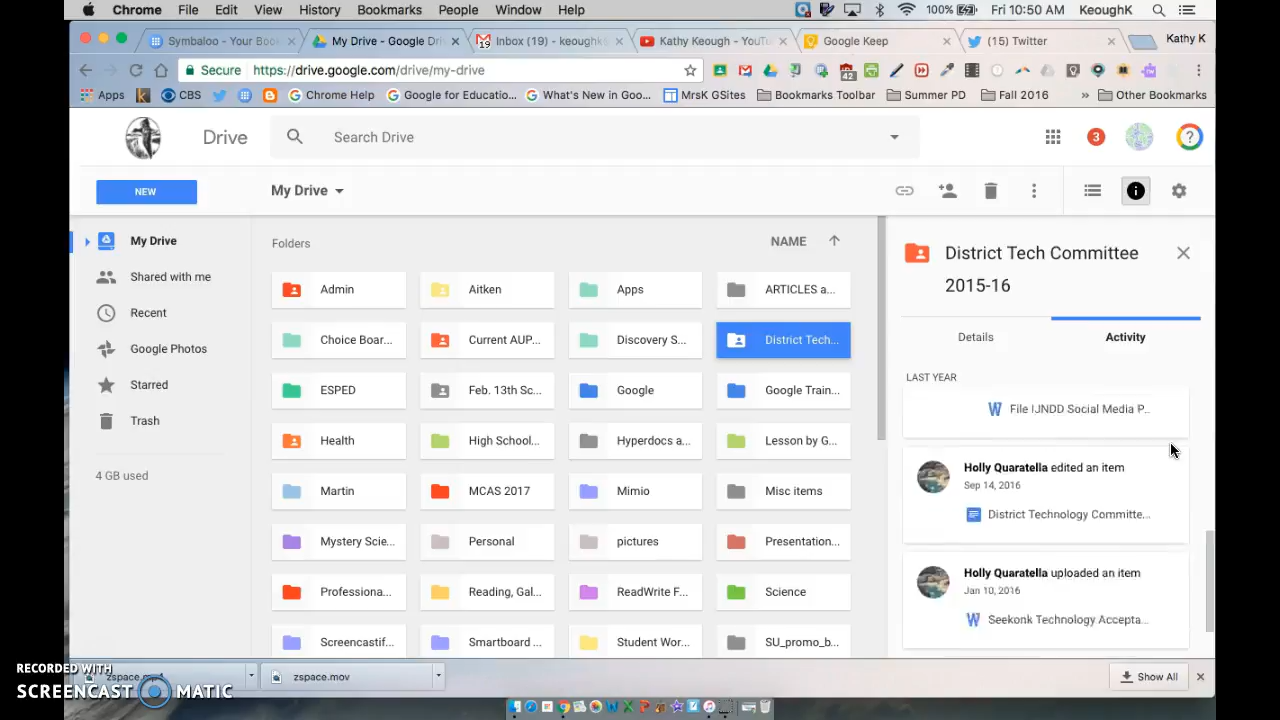 Chrome File Edit View History Bookmarks People Window Help 100% Fri 10:50 AM KeoughK
Symbaloo - Your Boo My Drive - Google Dri 19 Inbox (19) - keoughk Kathy Keough - YouTu Google Keep (15) Twitter Kathy K
Secure https://drive.google.com/drive/my-drive 42
Apps CBS Chrome Help Google for Educatio... What's New in Goo... MrsK GSites Bookmarks Toolbar Summer PD Fall 2016 » Other Bookmarks
Drive Search Drive 3
NEW My Drive
My Drive
Shared with me
Recent
Google Photos
Starred
Trash
4 GB used
Folders NAME
Admin Aitken Apps ARTICLES a...
Choice Boar... Current AUP... Discovery S... District Tech...
ESPED Feb. 13th Sc... Google Google Train...
Health High School... Hyperdocs a... Lesson by G...
Martin MCAS 2017 Mimio Misc items
Mystery Scie... Personal pictures Presentation...
Professiona... Reading, Gal... ReadWrite F... Science
Screencastif... Smartboard ... Student Wor... SU_promo_b...
District Tech Committee
2015-16
Details Activity
LAST YEAR
File IJNDD Social Media P...
Holly Quaratella edited an item
Sep 14, 2016
District Technology Committe...
Holly Quaratella uploaded an item
Jan 10, 2016
Seekonk Technology Accepta...
zspace.mp4 zspace.mov Show All
RECORDED WITH
SCREENCAST MATIC